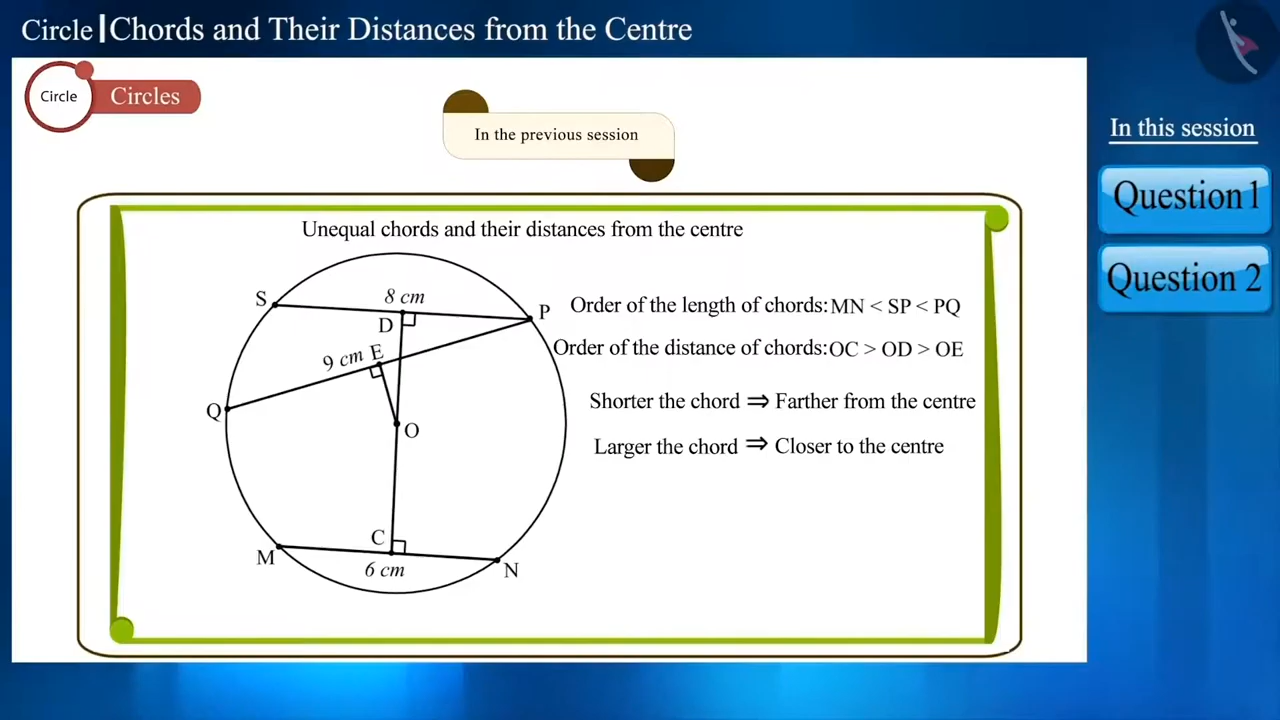 Circle|Chords and Their Distances from the Centre
Circle
Circles
In the previous session
In this session
Question 1
Question 2
Unequal chords and their distances from the centre
S
8 cm
P
D
9 cm
E
Q
O
C
M
6 cm
N
Order of the length of chords: MN < SP < PQ
Order of the distance of chords: OC > OD > OE
Shorter the chord ⇒ Farther from the centre
Larger the chord ⇒ Closer to the centre